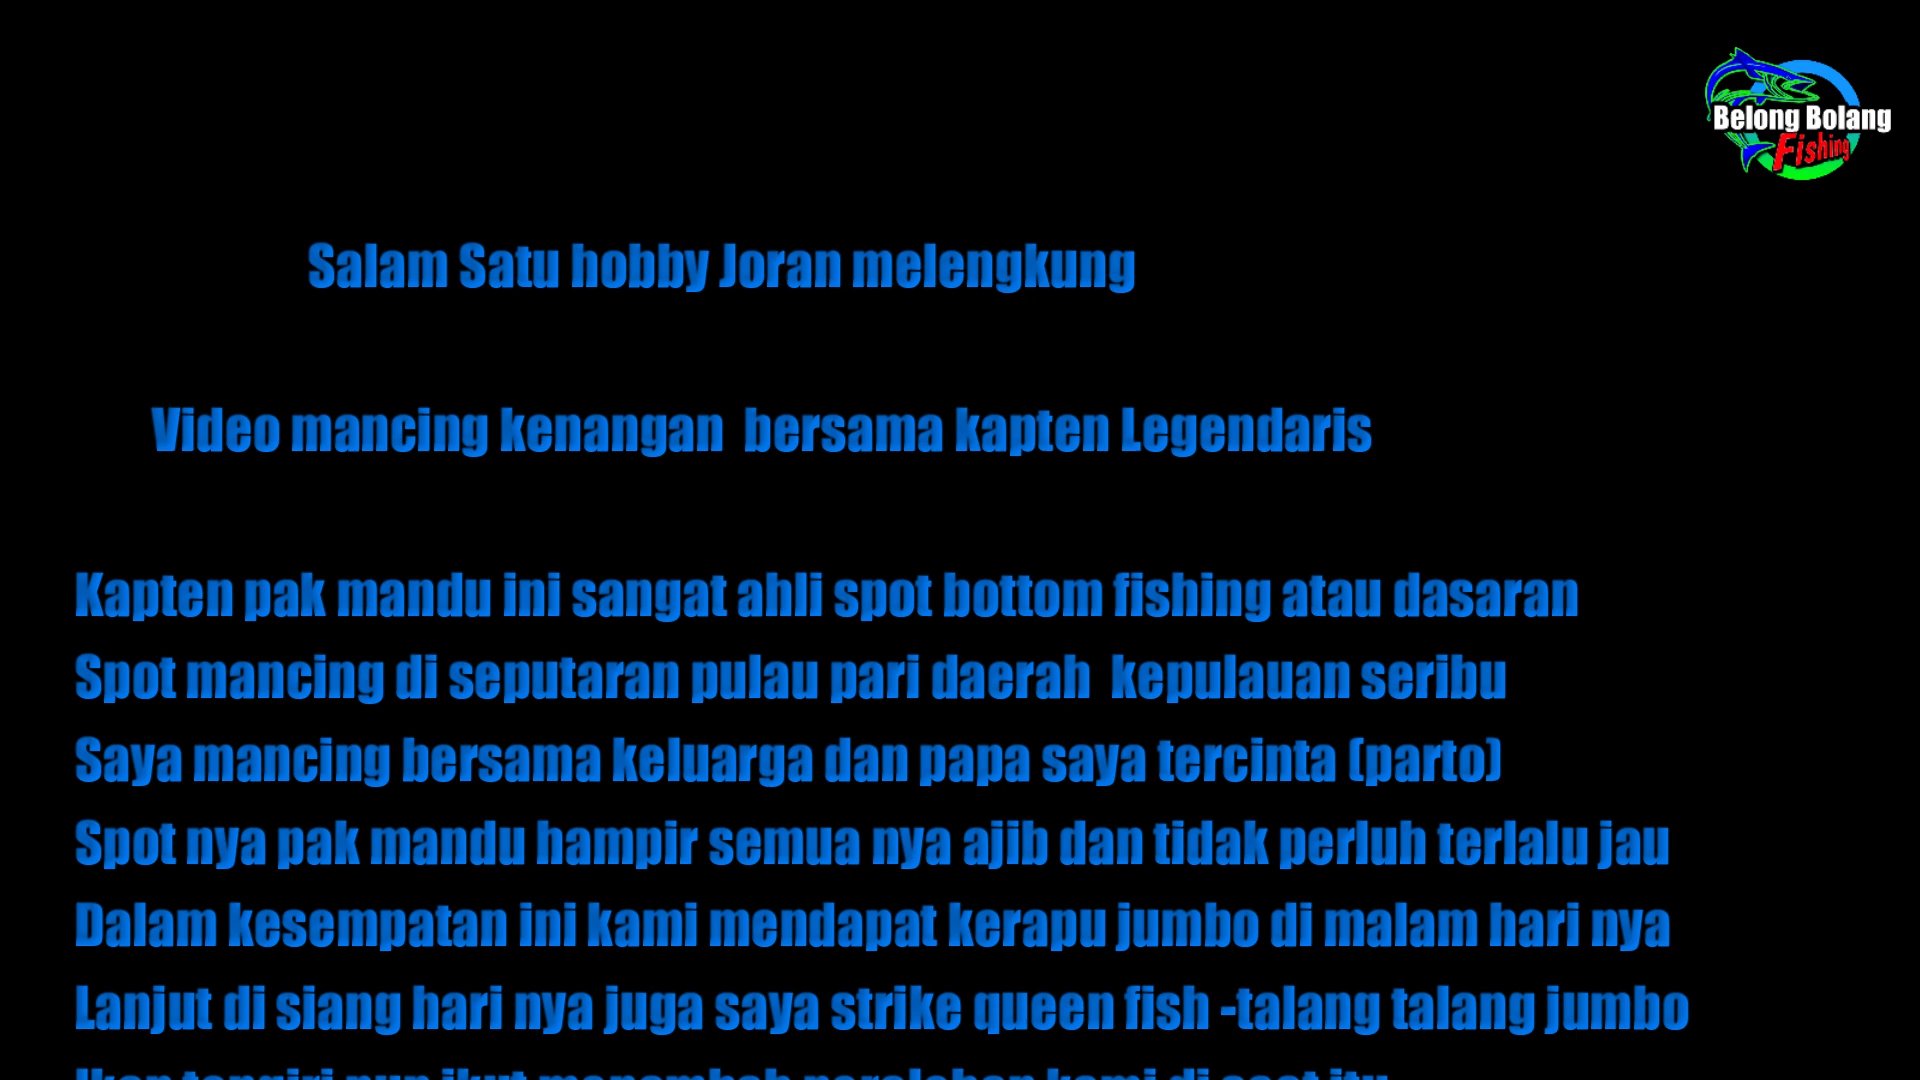 Belong Bolang
Fishing
Salam Satu hobby Joran melengkung
Video mancing kenangan bersama kapten Legendaris
Kapten pak mandu ini sangat ahli spot bottom fishing atau dasaran
Spot mancing di seputaran pulau pari daerah kepulauan seribu
Saya mancing bersama keluarga dan papa saya tercinta (parto)
Spot nya pak mandu hampir semua nya ajib dan tidak perluh terlalu jau
Dalam kesempatan ini kami mendapat kerapu jumbo di malam hari nya
Lanjut di siang hari nya juga saya strike queen fish -talang talang jumbo